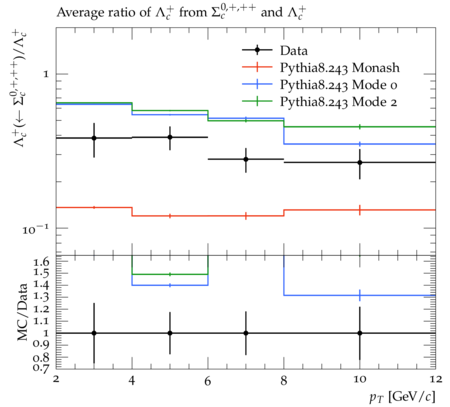 Average ratio of Λc+ from Σc0,+,++ and Λc+
Λc+(← Σc0,+,++)/Λc+
1
10−1
Data
Pythia8.243 Monash
Pythia8.243 Mode 0
Pythia8.243 Mode 2
MC/Data
1.6
1.5
1.4
1.3
1.2
1.1
1
0.9
0.8
0.7
2 4 6 8 10 12
pT [GeV/c]